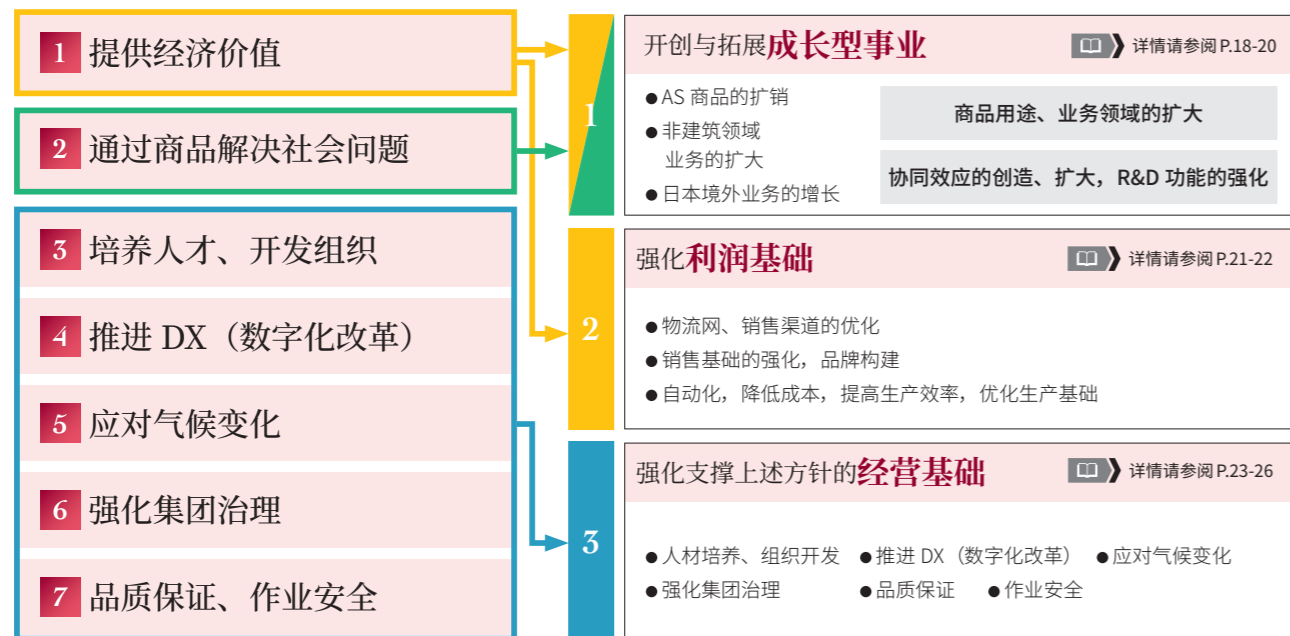 1 提供经济价值
2 通过商品解决社会问题
3 培养人才、开发组织
4 推进 DX（数字化改革）
5 应对气候变化
6 强化集团治理
7 品质保证、作业安全
1
开创与拓展成长型事业 详情请参阅 P.18-20
●AS 商品的扩销
●非建筑领域
业务的扩大
●日本境外业务的增长
商品用途、业务领域的扩大
协同效应的创造、扩大，R&D 功能的强化
2
强化利润基础 详情请参阅 P.21-22
●物流网、销售渠道的优化
●销售基础的强化，品牌构建
●自动化，降低成本，提高生产效率，优化生产基础
3
强化支撑上述方针的经营基础 详情请参阅 P.23-26
●人材培养、组织开发 ●推进 DX（数字化改革） ●应对气候变化
●强化集团治理 ●品质保证 ●作业安全